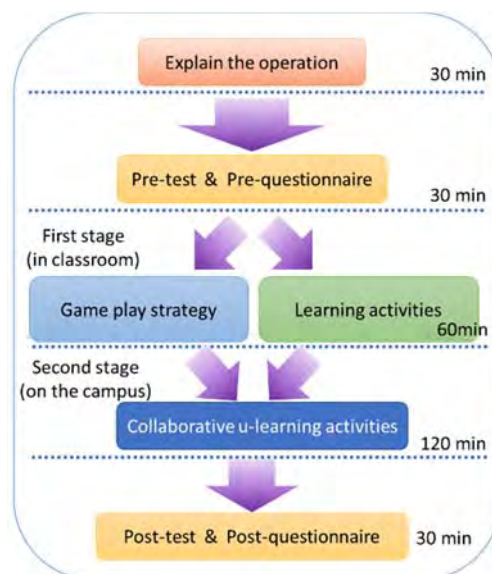 Explain the operation
30 min
Pre-test & Pre-questionnaire
30 min
First stage
(in classroom)
Game play strategy
Learning activities
60min
Second stage
(on the campus)
Collaborative u-learning activities
120 min
Post-test & Post-questionnaire
30 min